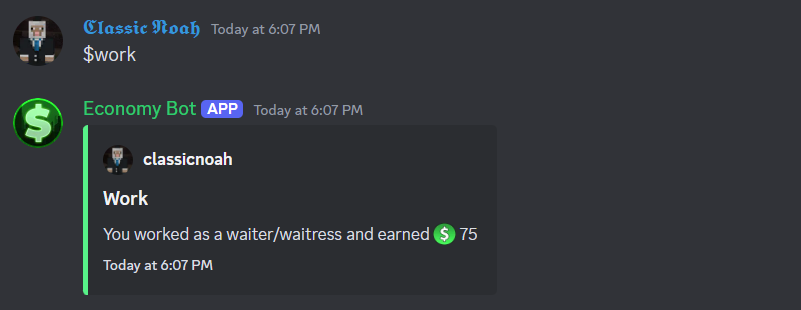 𝕮𝖑𝖆𝖘𝖘𝖎𝖈 𝕹𝖔𝖆𝖍 Today at 6:07 PM
$work
Economy Bot APP Today at 6:07 PM
$
classicnoah
Work
You worked as a waiter/waitress and earned $ 75
Today at 6:07 PM